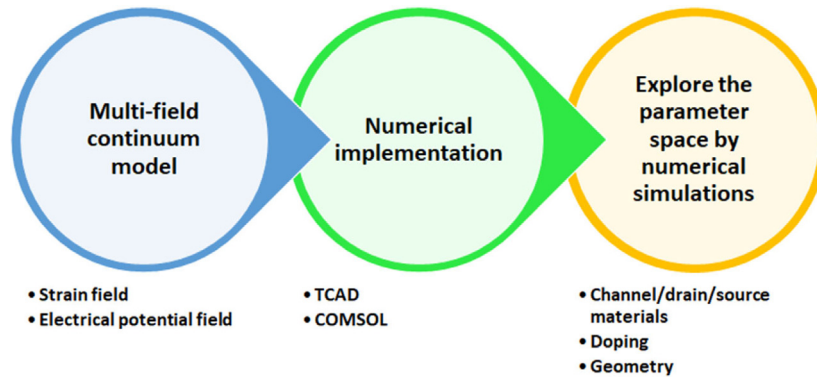 Multi-field
continuum
model
• Strain field
• Electrical potential field
Numerical
implementation
• TCAD
• COMSOL
Explore the
parameter
space by
numerical
simulations
• Channel/drain/source
materials
• Doping
• Geometry